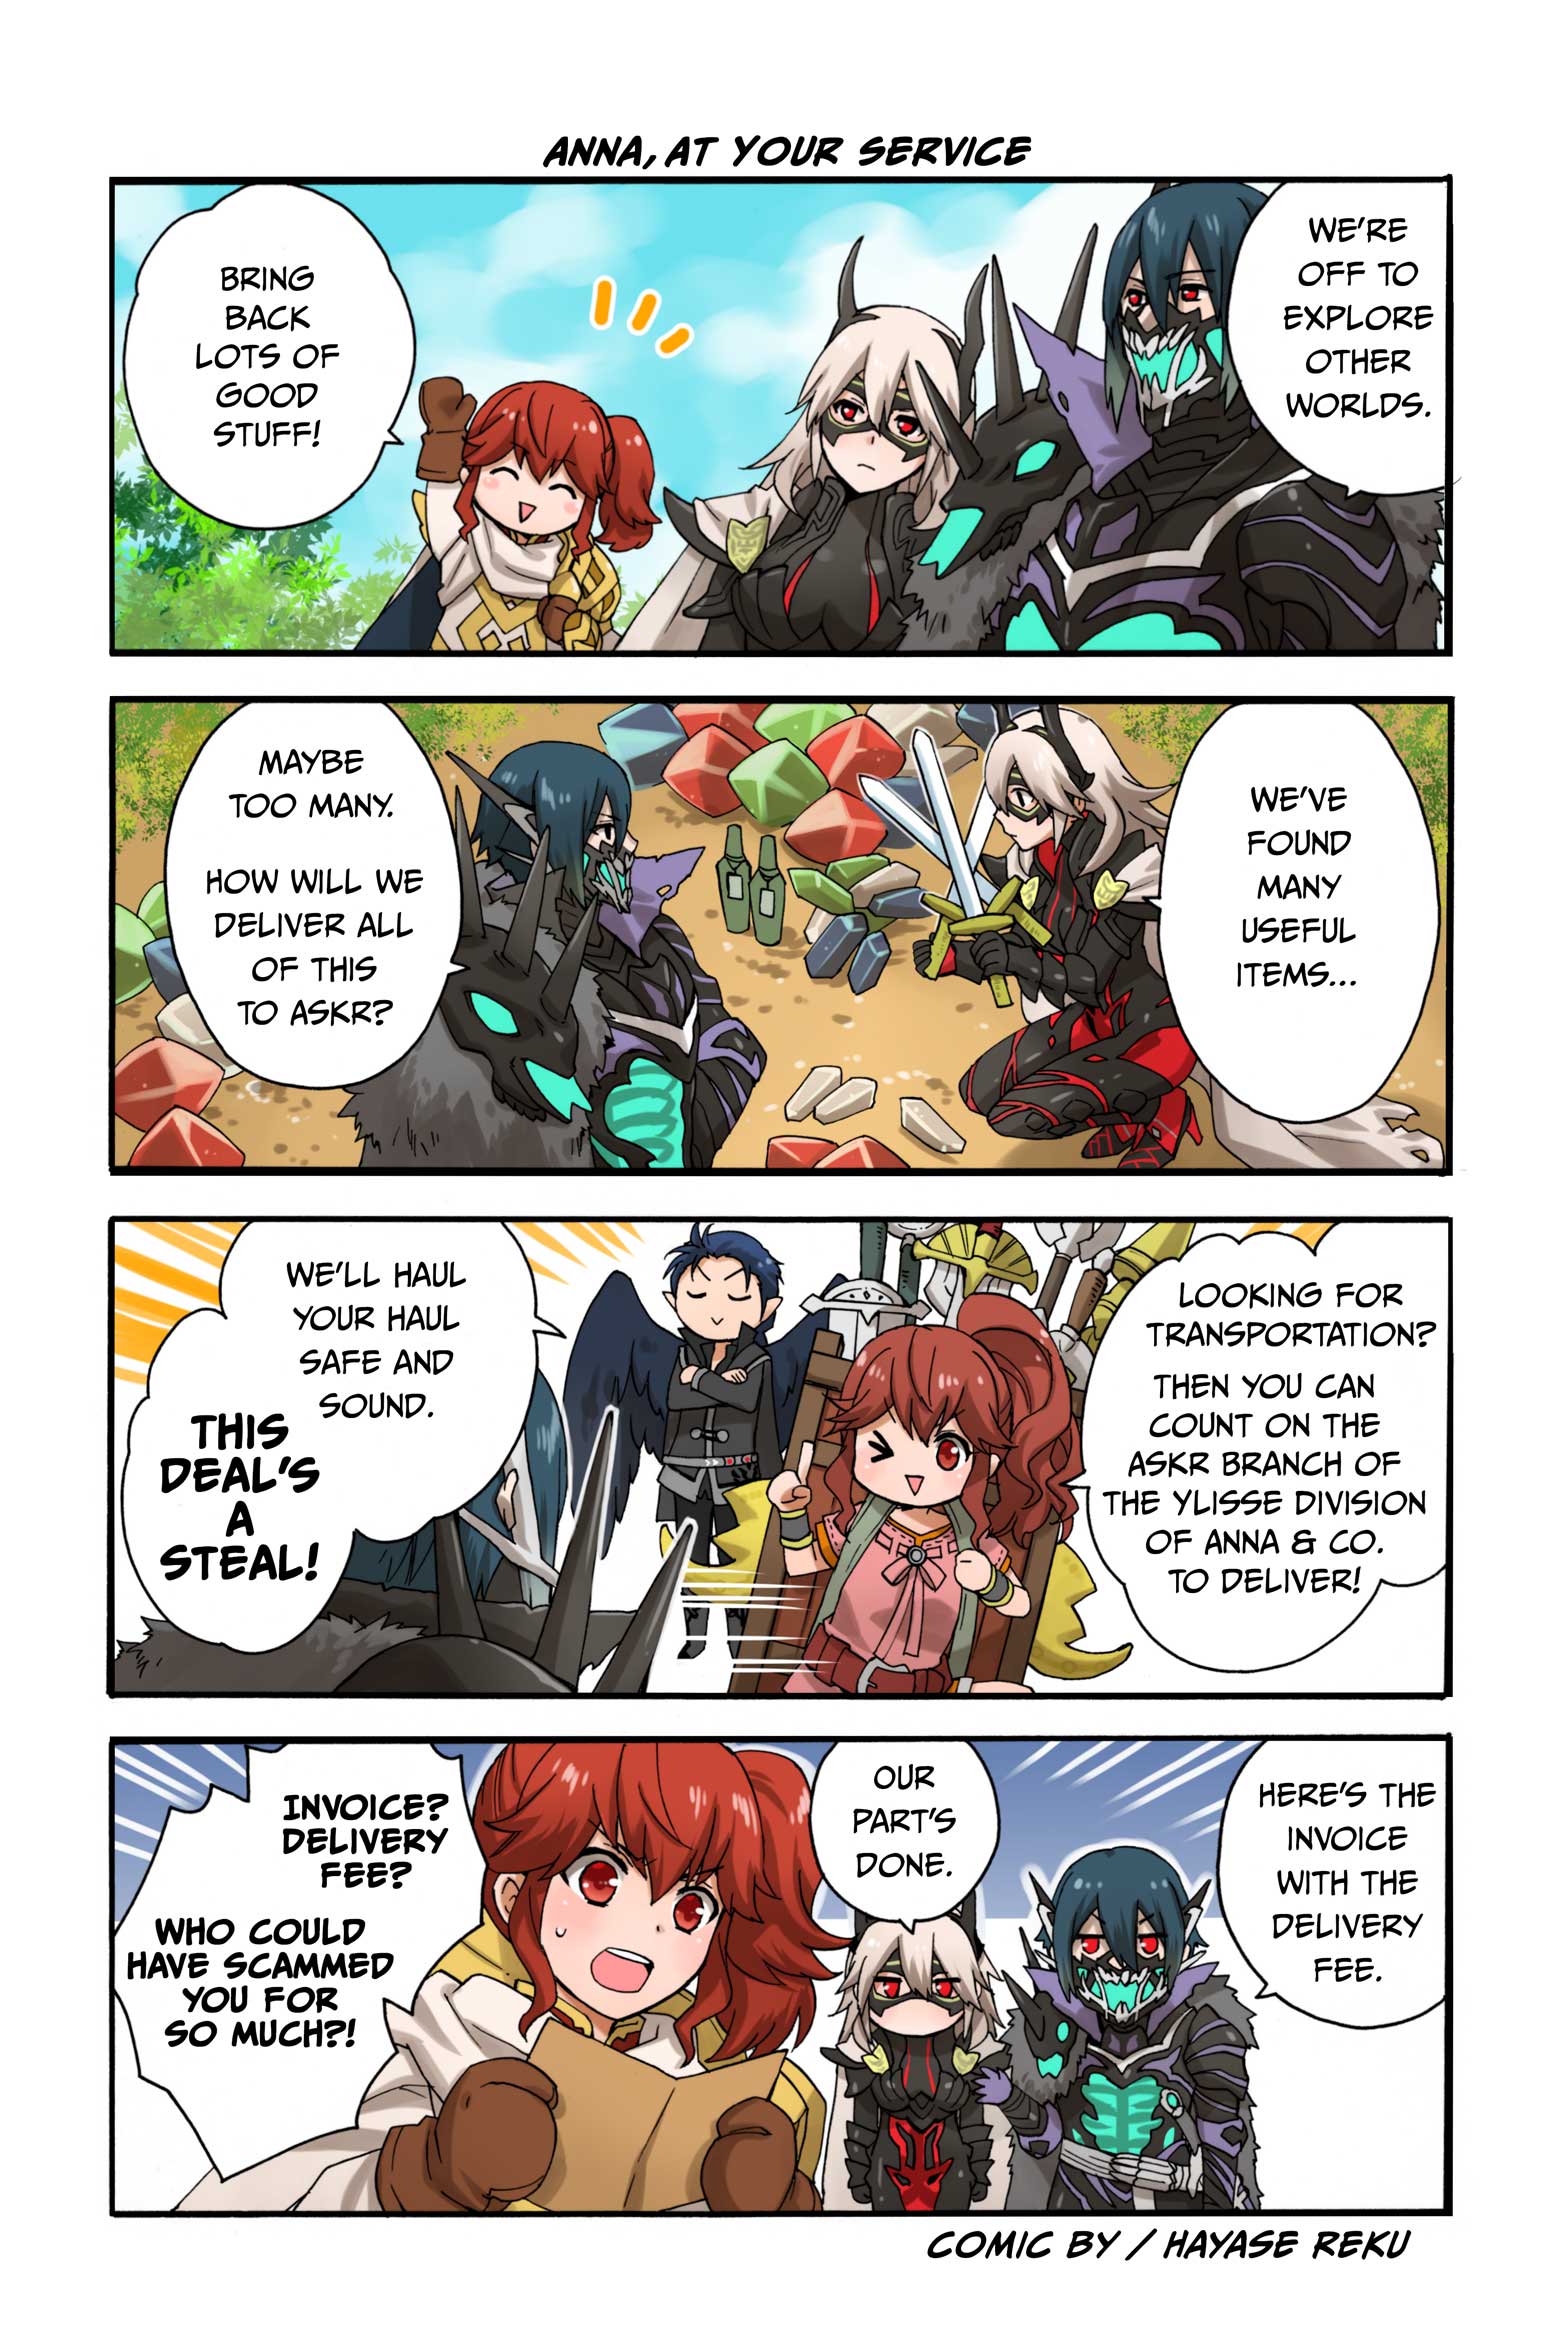 ANNA, AT YOUR SERVICE
WE'RE
OFF TO
EXPLORE
OTHER
WORLDS.
BRING
BACK
LOTS OF
GOOD
STUFF!
WE'VE
FOUND
MANY
USEFUL
ITEMS...
MAYBE
TOO MANY.
HOW WILL WE
DELIVER ALL
OF THIS
TO ASKR?
LOOKING FOR
TRANSPORTATION?
THEN YOU CAN
COUNT ON THE
ASKR BRANCH OF
THE YLISSE DIVISION
OF ANNA & CO.
TO DELIVER!
WE'LL HAUL
YOUR HAUL
SAFE AND
SOUND.
THIS
DEAL'S
A
STEAL!
HERE'S THE
INVOICE
WITH THE
DELIVERY
FEE.
OUR
PART'S
DONE.
INVOICE?
DELIVERY
FEE?
WHO COULD
HAVE SCAMMED
YOU FOR
SO MUCH?!
COMIC BY / HAYASE REKU